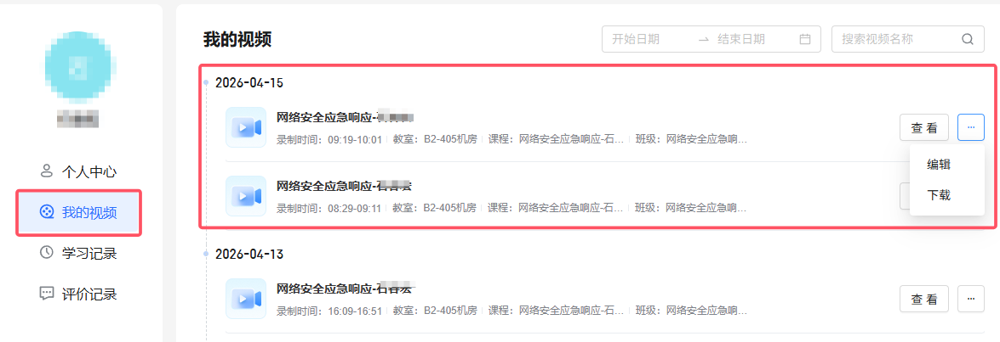 我的视频
开始日期 → 结束日期
搜索视频名称
2026-04-15
网络安全应急响应-
录制时间：09:19-10:01 教室：B2-405机房 课程：网络安全应急响应-石… 班级：网络安全应急响…
查 看
...
编辑
下载
网络安全应急响应-
录制时间：08:29-09:11 教室：B2-405机房 课程：网络安全应急响应-石… 班级：网络安全应急响…
2026-04-13
网络安全应急响应-
录制时间：16:09-16:51 教室：B2-405机房 课程：网络安全应急响应-石… 班级：网络安全应急响…
查 看
...
个人中心
我的视频
学习记录
评价记录